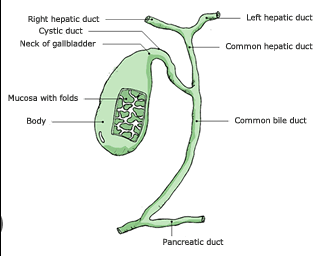 Right hepatic duct
Left hepatic duct
Cystic duct
Neck of gallbladder
Common hepatic duct
Mucosa with folds
Body
Common bile duct
Pancreatic duct